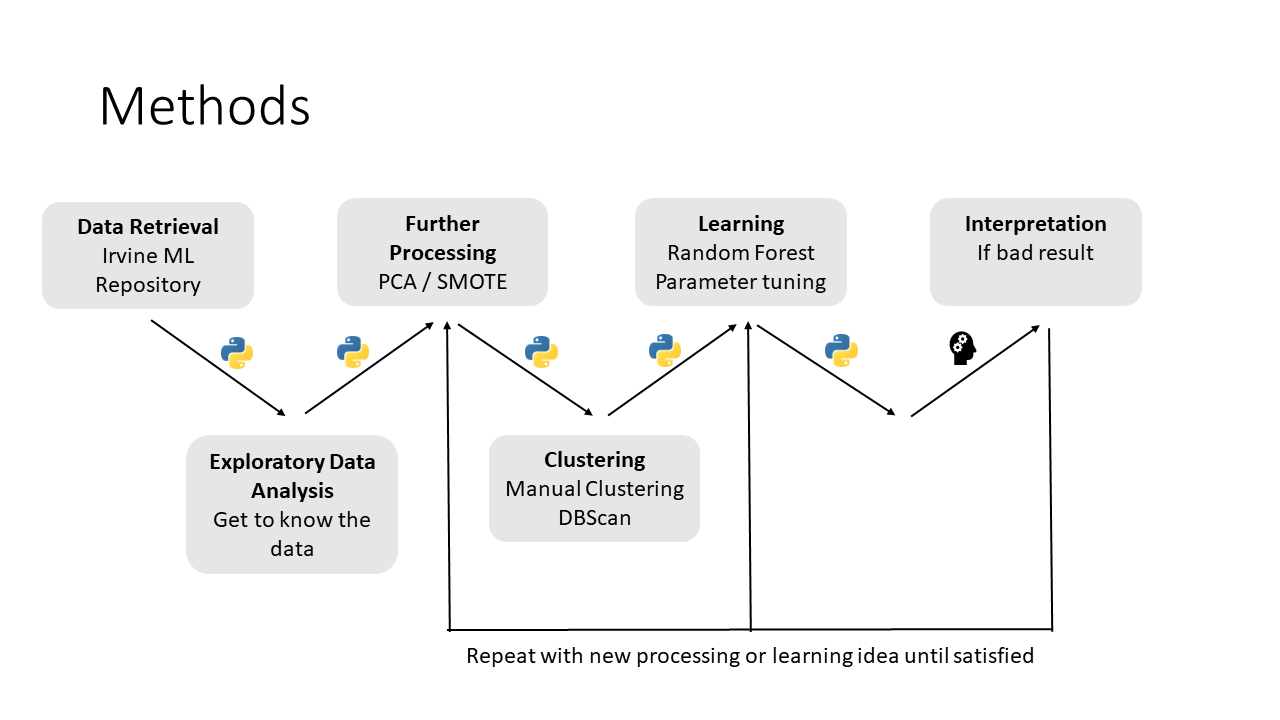 Methods
Data Retrieval
Irvine ML
Repository
Further
Processing
PCA / SMOTE
Learning
Random Forest
Parameter tuning
Interpretation
If bad result
Exploratory Data
Analysis
Get to know the
data
Clustering
Manual Clustering
DBScan
Repeat with new processing or learning idea until satisfied